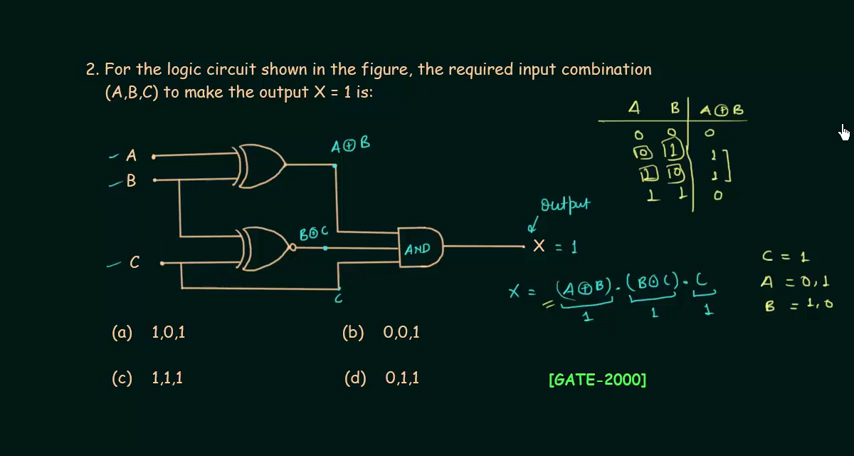 2. For the logic circuit shown in the figure, the required input combination
(A,B,C) to make the output X = 1 is:
A B A⊕B
0 0 0
0 1 1
1 0 1
1 1 0
A
B
C
A⊕B
B⊙C
C
AND
Output
X = 1
X = (A⊕B) . (B⊙C) . C
1 1 1
C = 1
A = 0,1
B = 1,0
(a) 1,0,1 (b) 0,0,1
(c) 1,1,1 (d) 0,1,1
[GATE-2000]